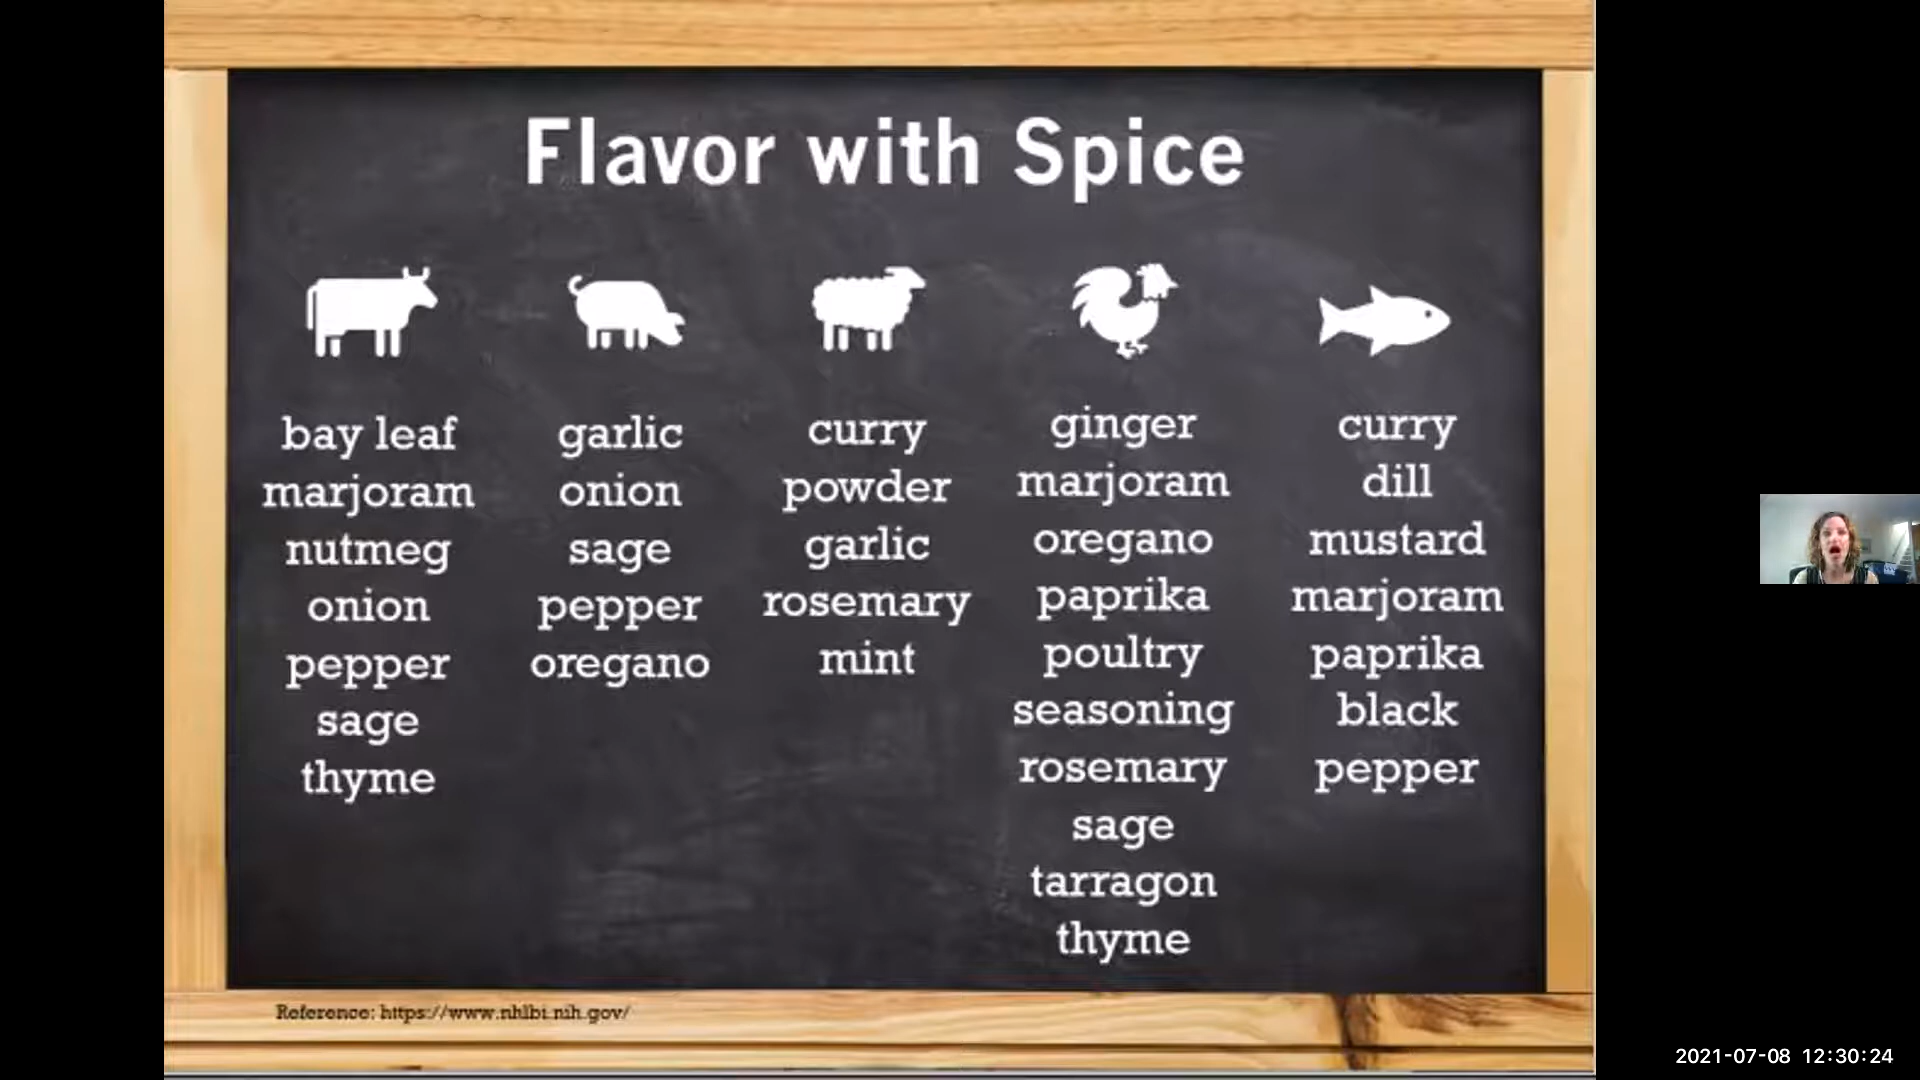 Flavor with Spice
bay leaf
marjoram
nutmeg
onion
pepper
sage
thyme
garlic
onion
sage
pepper
oregano
curry
powder
garlic
rosemary
mint
ginger
marjoram
oregano
paprika
poultry
seasoning
rosemary
sage
tarragon
thyme
curry
dill
mustard
marjoram
paprika
black
pepper
Reference: https://www.nhlbi.nih.gov/
2021-07-08 12:30:24